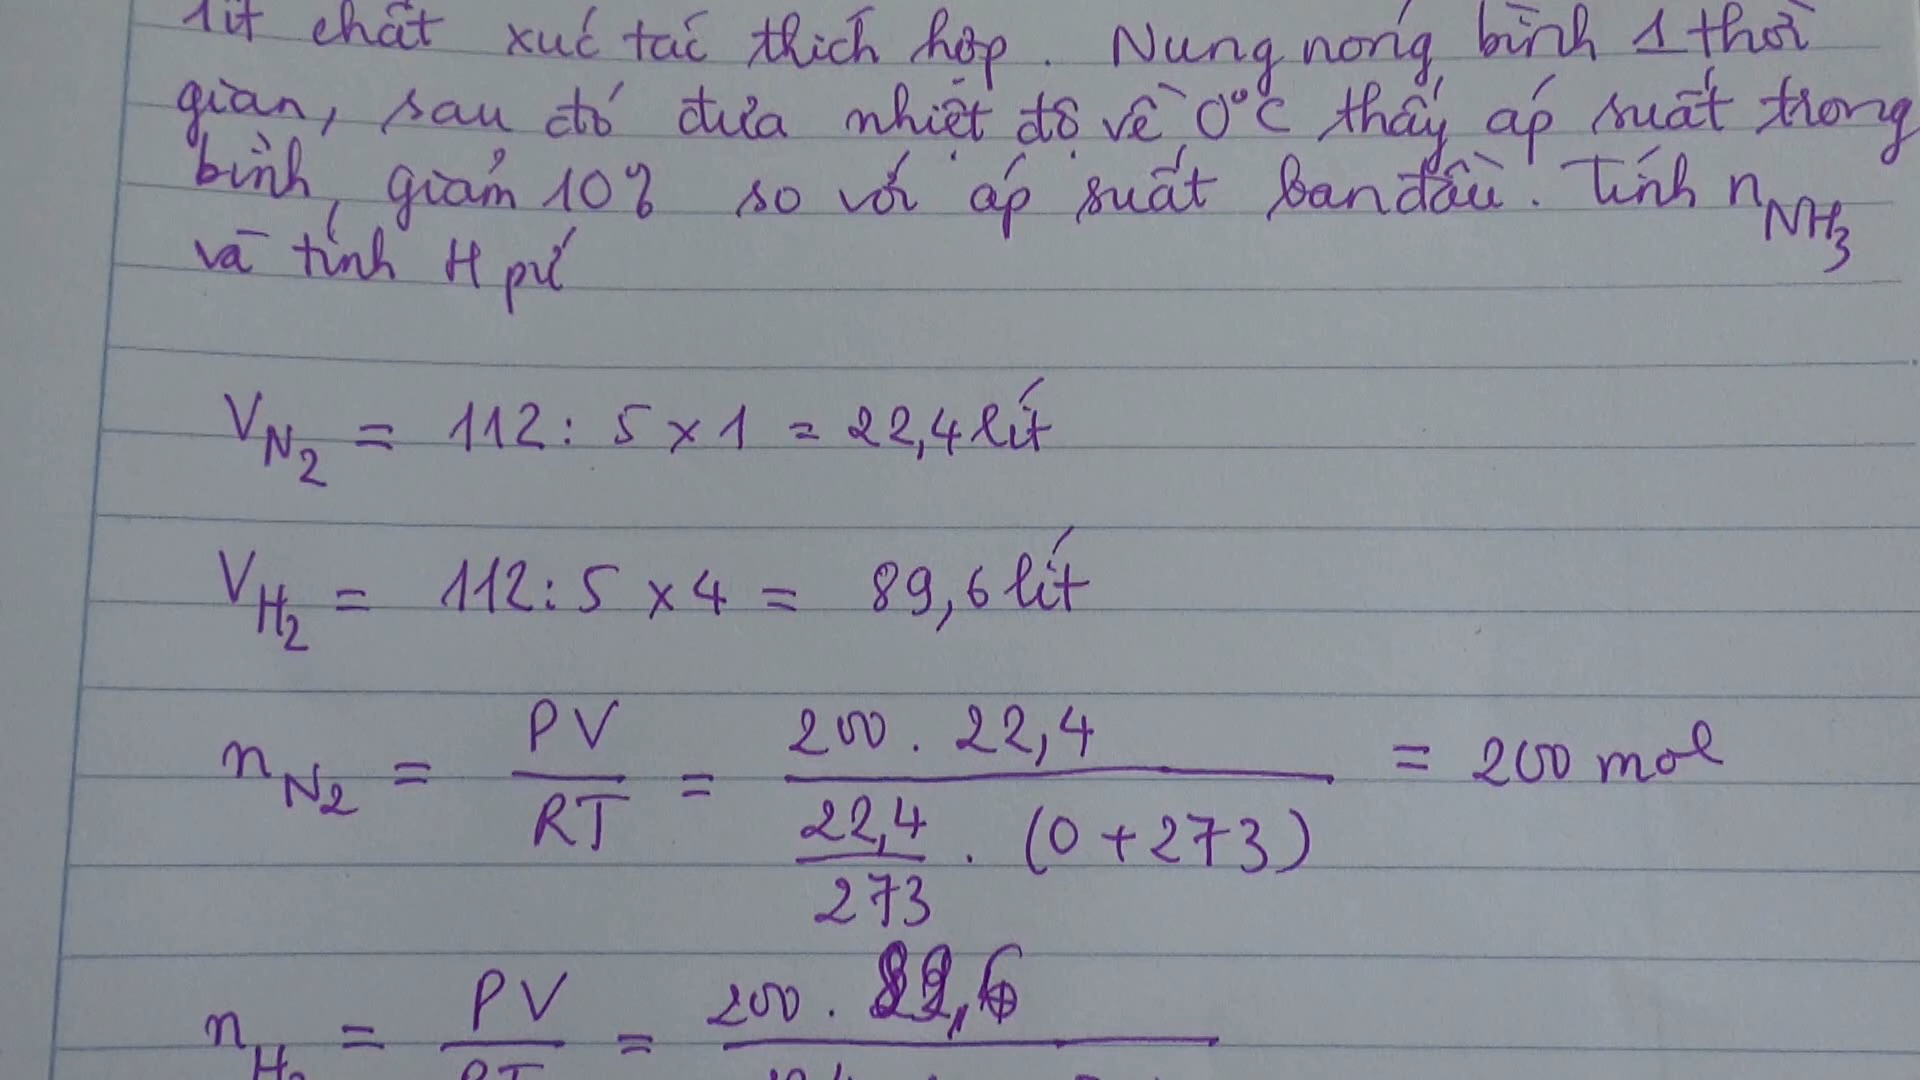 1ít chất xúc tác thích hợp. Nung nóng bình 1 thời
gian, sau đó đưa nhiệt độ về 0°C thấy áp suất trong
bình giảm 10% so với áp suất ban đầu. Tính nNH3
và tính H pứ
VN2 = 112 : 5 x 1 = 22,4 lít
VH2 = 112 : 5 x 4 = 89,6 lít
nN2 = PV/RT = 200 . 22,4 / (22,4/273 . (0 + 273)) = 200 mol
nH2 = PV/RT = 200 . 89,6